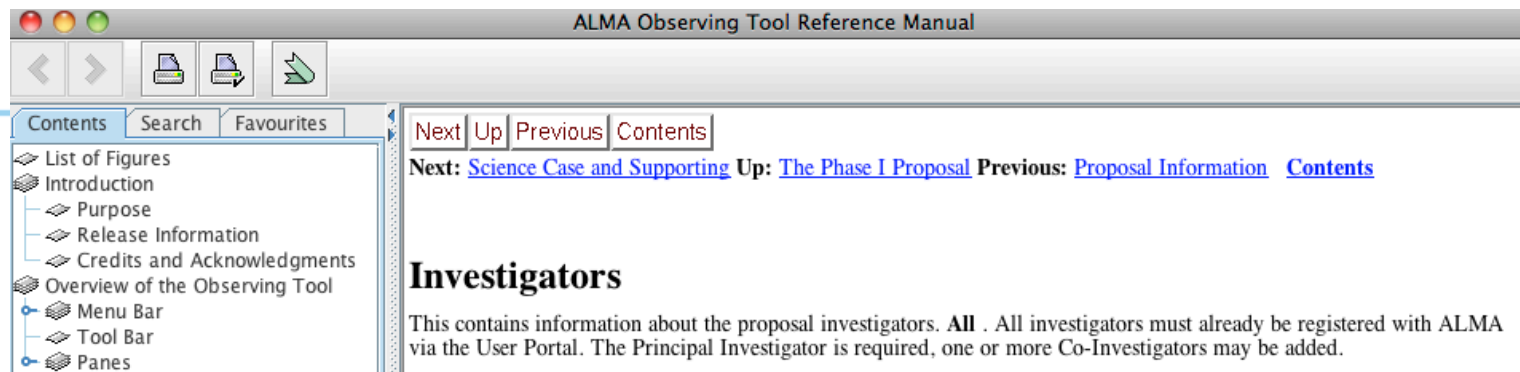 ALMA Observing Tool Reference Manual
Contents
Search
Favourites
List of Figures
Introduction
Purpose
Release Information
Credits and Acknowledgments
Overview of the Observing Tool
Menu Bar
Tool Bar
Panes
Next Up Previous Contents
Next: Science Case and Supporting Up: The Phase I Proposal Previous: Proposal Information Contents
Investigators
This contains information about the proposal investigators. All . All investigators must already be registered with ALMA
via the User Portal. The Principal Investigator is required, one or more Co-Investigators may be added.